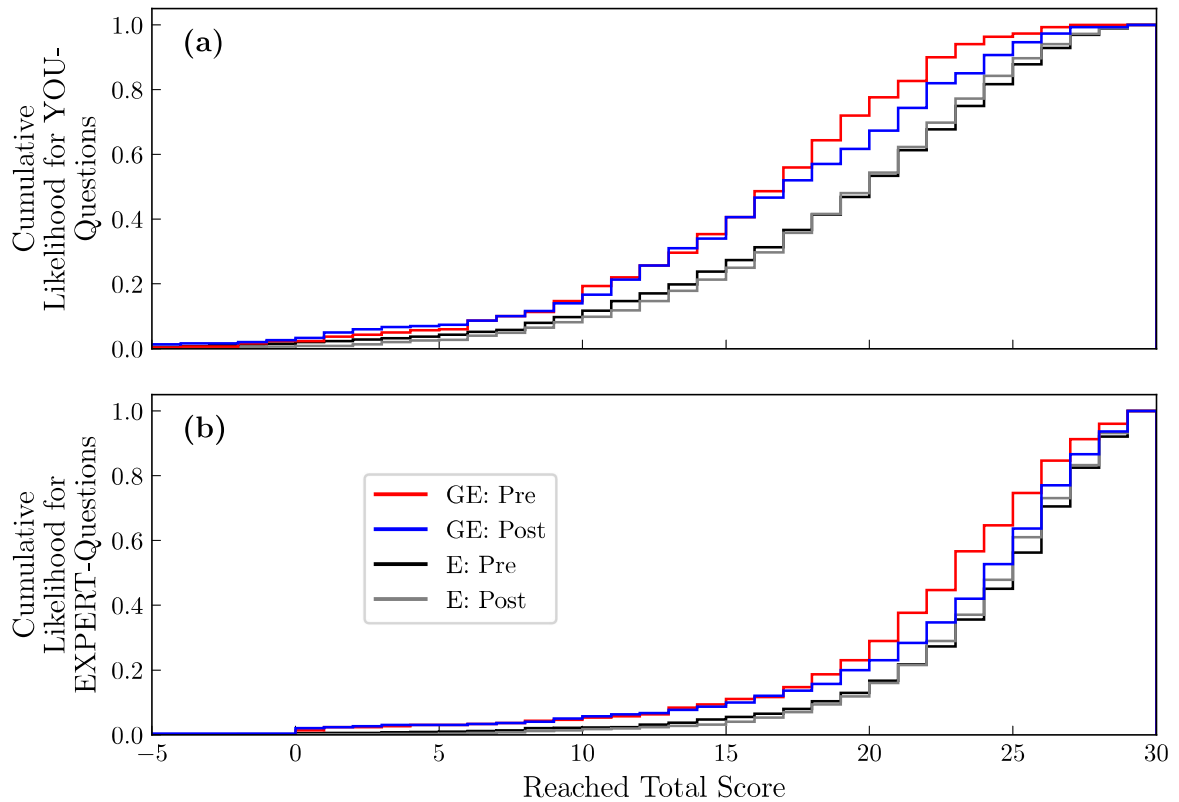 (a)
Cumulative
Likelihood for YOU-
Questions
1.0
0.8
0.6
0.4
0.2
0.0
(b)
Cumulative
Likelihood for
EXPERT-Questions
1.0
0.8
0.6
0.4
0.2
0.0
GE: Pre
GE: Post
E: Pre
E: Post
−5 0 5 10 15 20 25 30
Reached Total Score